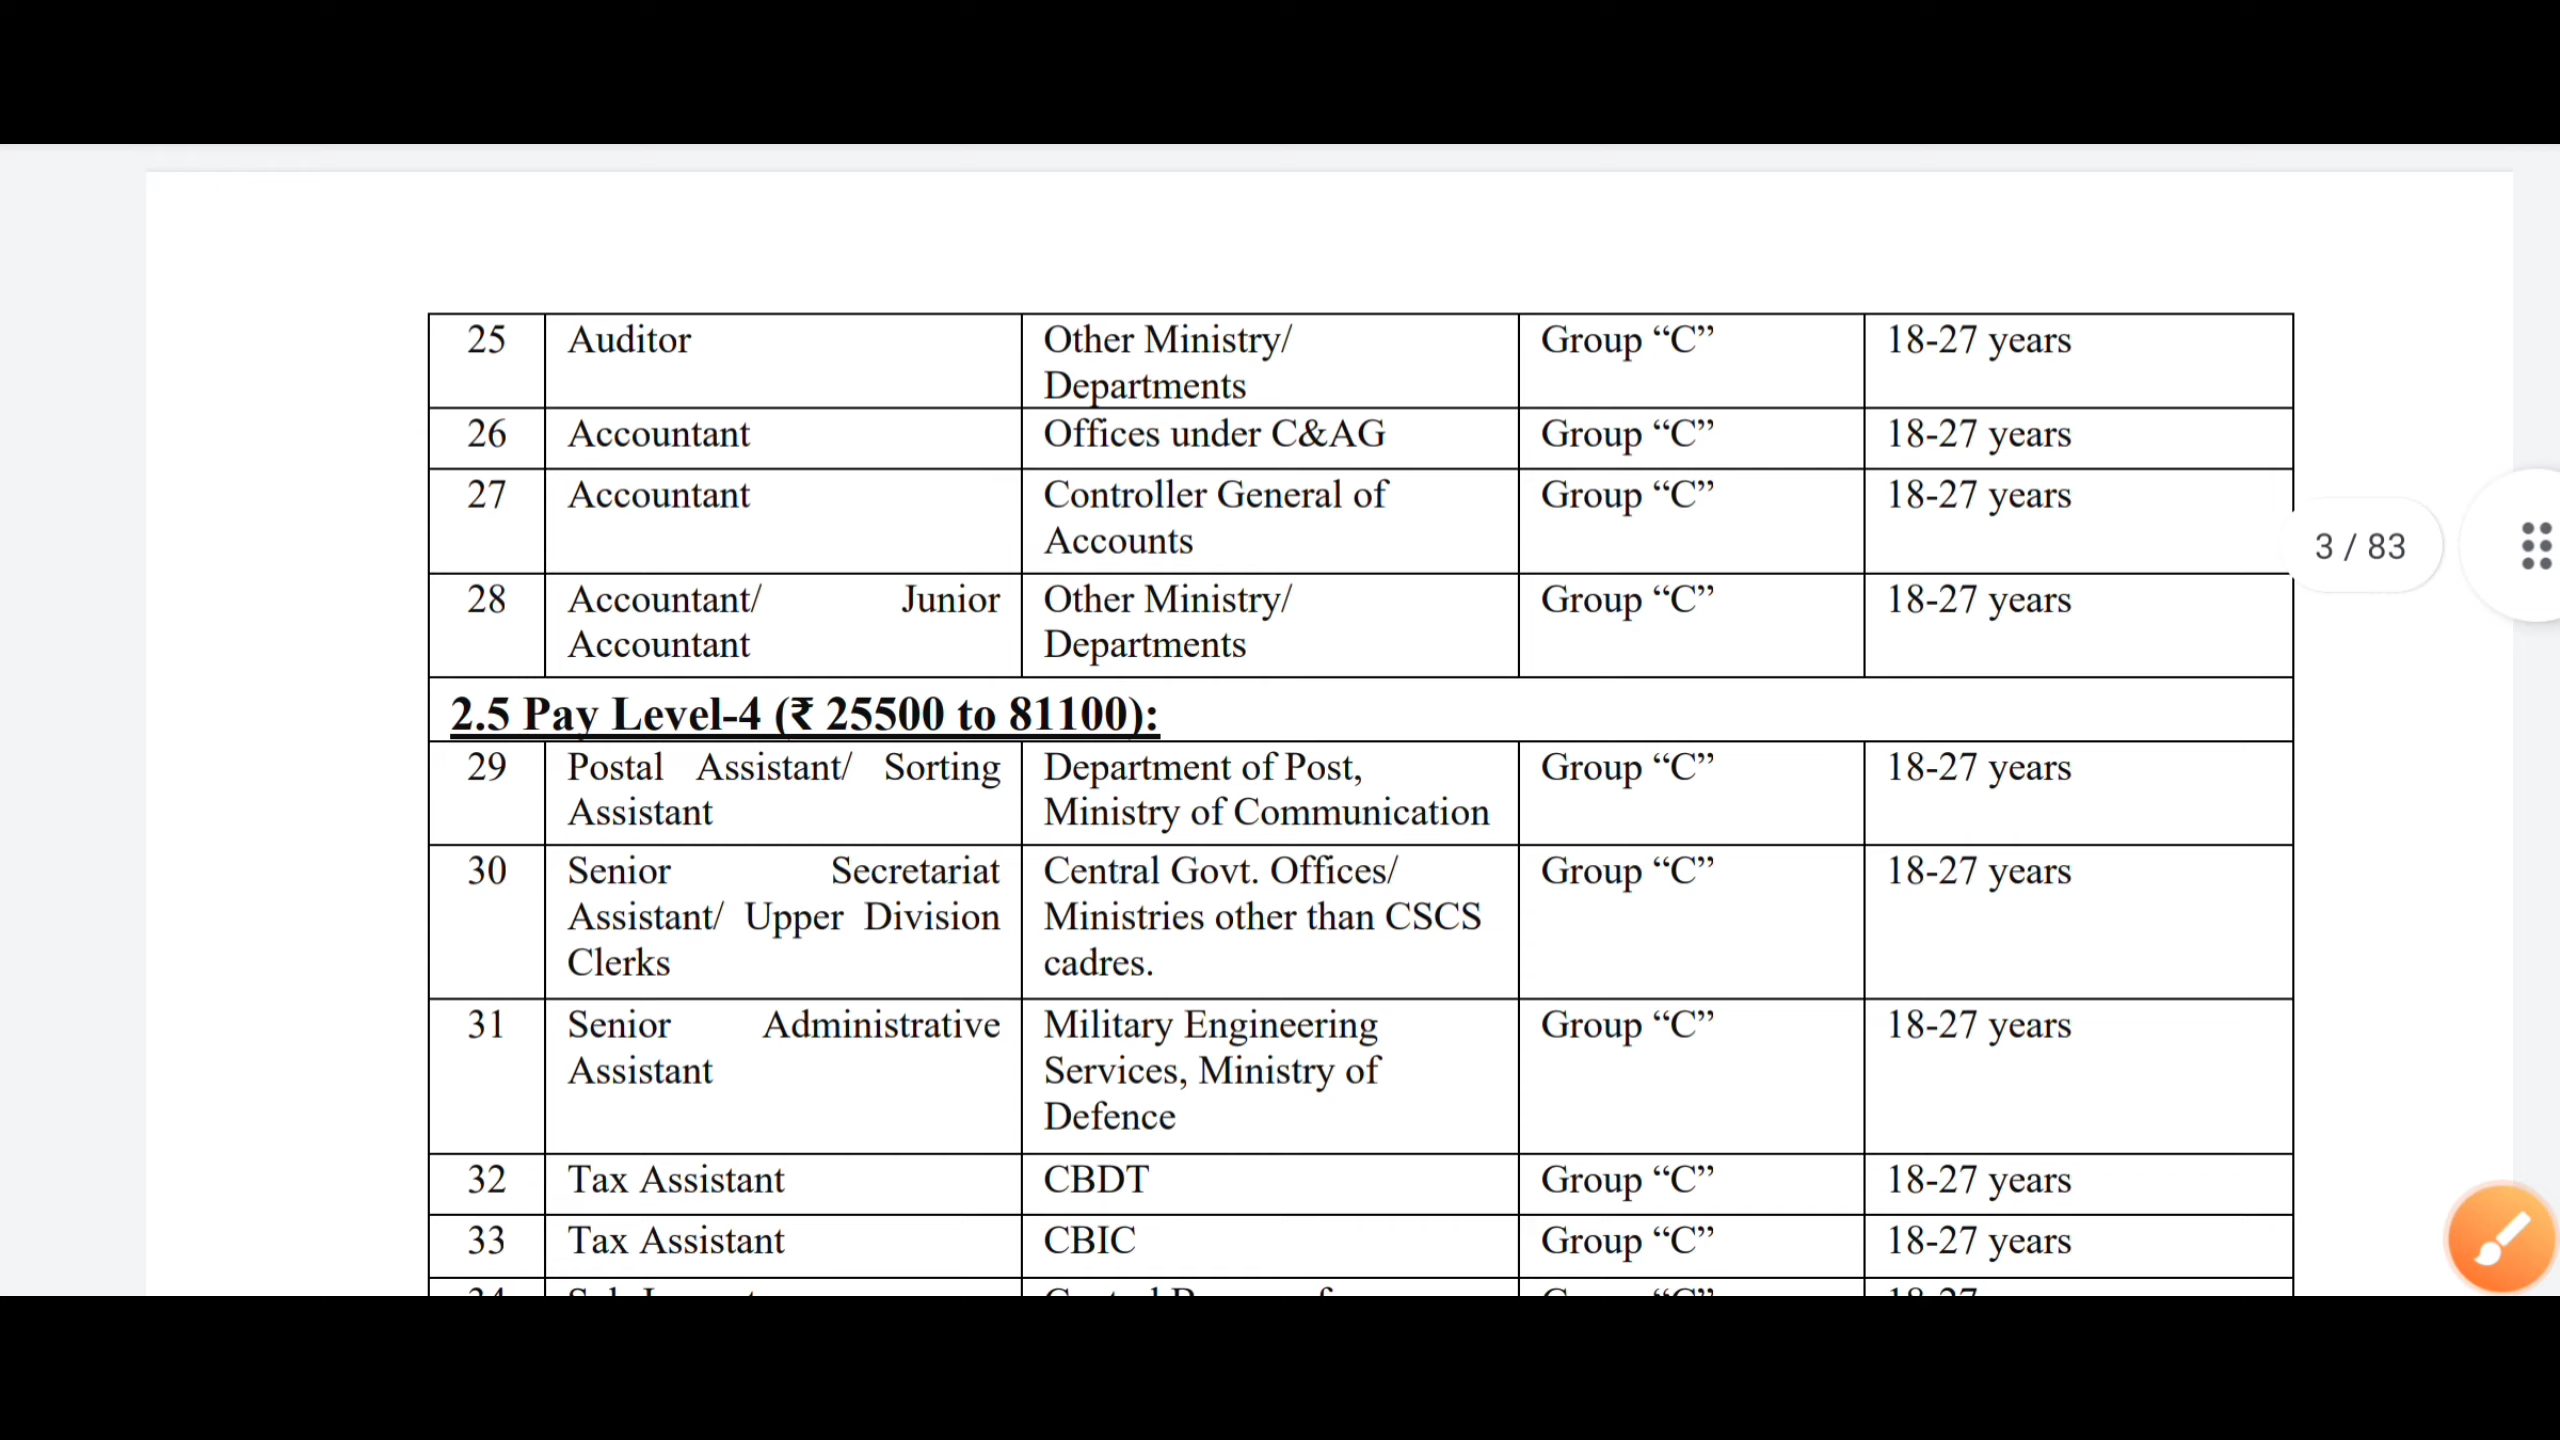 25 Auditor Other Ministry/ Group “C” 18-27 years
Departments
26 Accountant Offices under C&AG Group “C” 18-27 years
27 Accountant Controller General of Group “C” 18-27 years
Accounts
3 / 83
28 Accountant/ Junior Other Ministry/ Group “C” 18-27 years
Accountant Departments
2.5 Pay Level-4 (₹ 25500 to 81100):
29 Postal Assistant/ Sorting Department of Post, Group “C” 18-27 years
Assistant Ministry of Communication
30 Senior Secretariat Central Govt. Offices/ Group “C” 18-27 years
Assistant/ Upper Division Ministries other than CSCS
Clerks cadres.
31 Senior Administrative Military Engineering Group “C” 18-27 years
Assistant Services, Ministry of
Defence
32 Tax Assistant CBDT Group “C” 18-27 years
33 Tax Assistant CBIC Group “C” 18-27 years